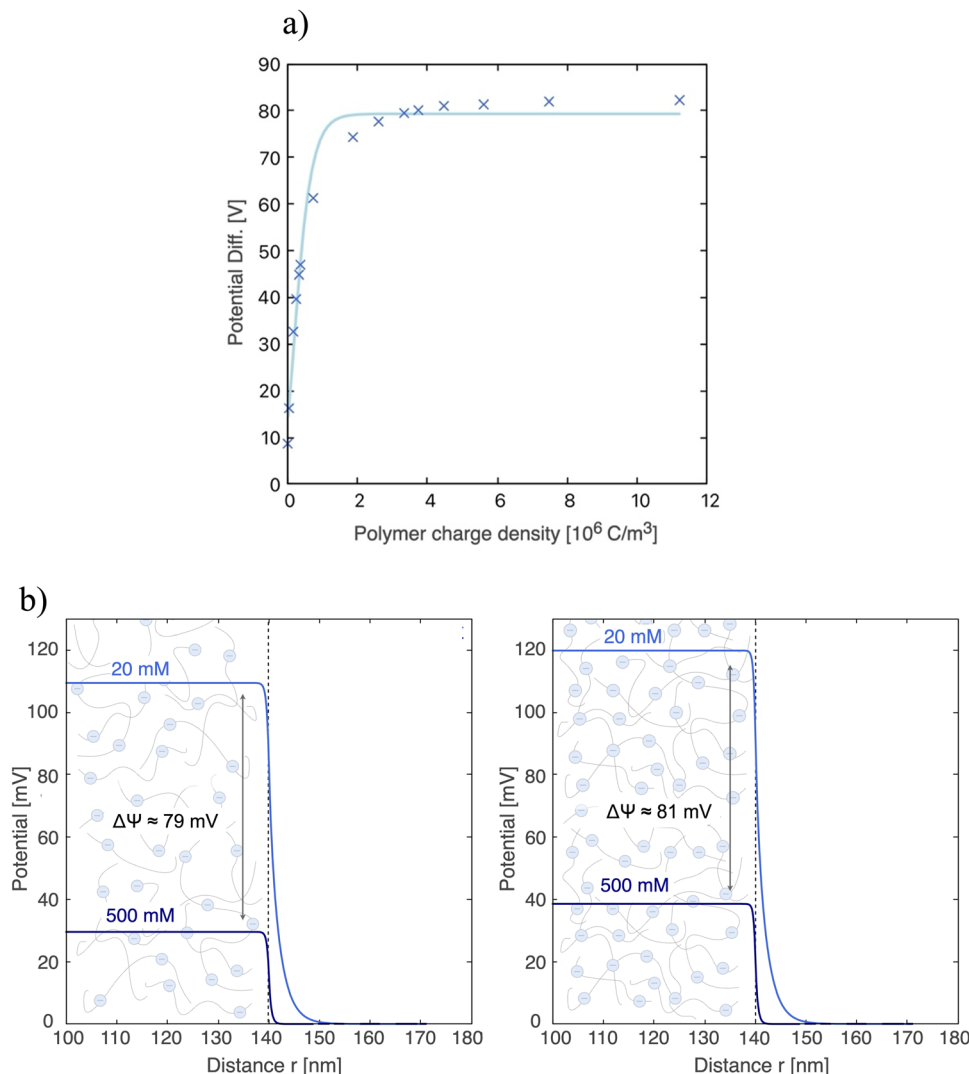 a)
90
80
70
60
50
40
30
20
10
0
Potential Diff. [V]
0 2 4 6 8 10 12
Polymer charge density [10⁶ C/m³]
b)
120
100
80
60
40
20
0
Potential [mV]
20 mM
ΔΨ ≈ 79 mV
500 mM
100 110 120 130 140 150 160 170 180
Distance r [nm]
120
100
80
60
40
20
0
Potential [mV]
20 mM
ΔΨ ≈ 81 mV
500 mM
100 110 120 130 140 150 160 170 180
Distance r [nm]